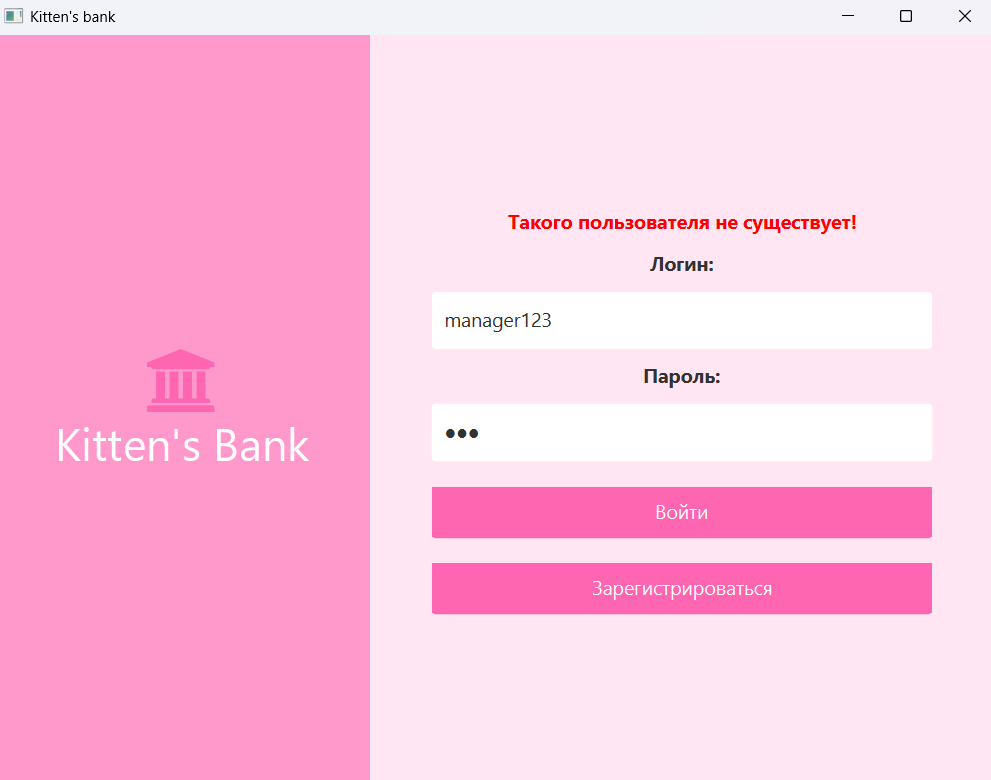 Kitten's bank
Kitten's Bank
Такого пользователя не существует!
Логин:
manager123
Пароль:
●●●
Войти
Зарегистрироваться